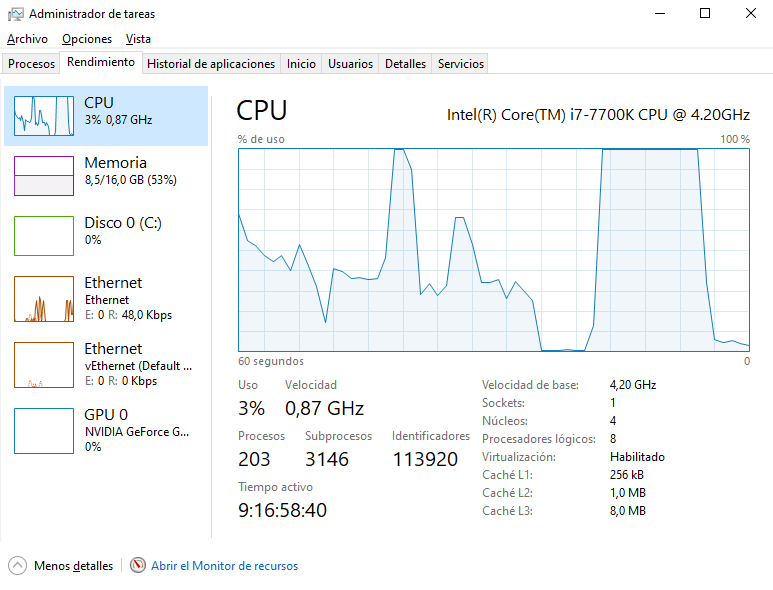 Administrador de tareas
Archivo Opciones Vista
Procesos Rendimiento Historial de aplicaciones Inicio Usuarios Detalles Servicios
CPU
3% 0,87 GHz
Memoria
8,5/16,0 GB (53%)
Disco 0 (C:)
0%
Ethernet
Ethernet
E: 0 R: 48,0 Kbps
Ethernet
vEthernet (Default ...
E: 0 R: 0 Kbps
GPU 0
NVIDIA GeForce G...
0%
CPU Intel(R) Core(TM) i7-7700K CPU @ 4.20GHz
% de uso 100 %
60 segundos 0
Uso Velocidad
3% 0,87 GHz
Procesos Subprocesos Identificadores
203 3146 113920
Tiempo activo
9:16:58:40
Velocidad de base: 4,20 GHz
Sockets: 1
Núcleos: 4
Procesadores lógicos: 8
Virtualización: Habilitado
Caché L1: 256 kB
Caché L2: 1,0 MB
Caché L3: 8,0 MB
Menos detalles Abrir el Monitor de recursos